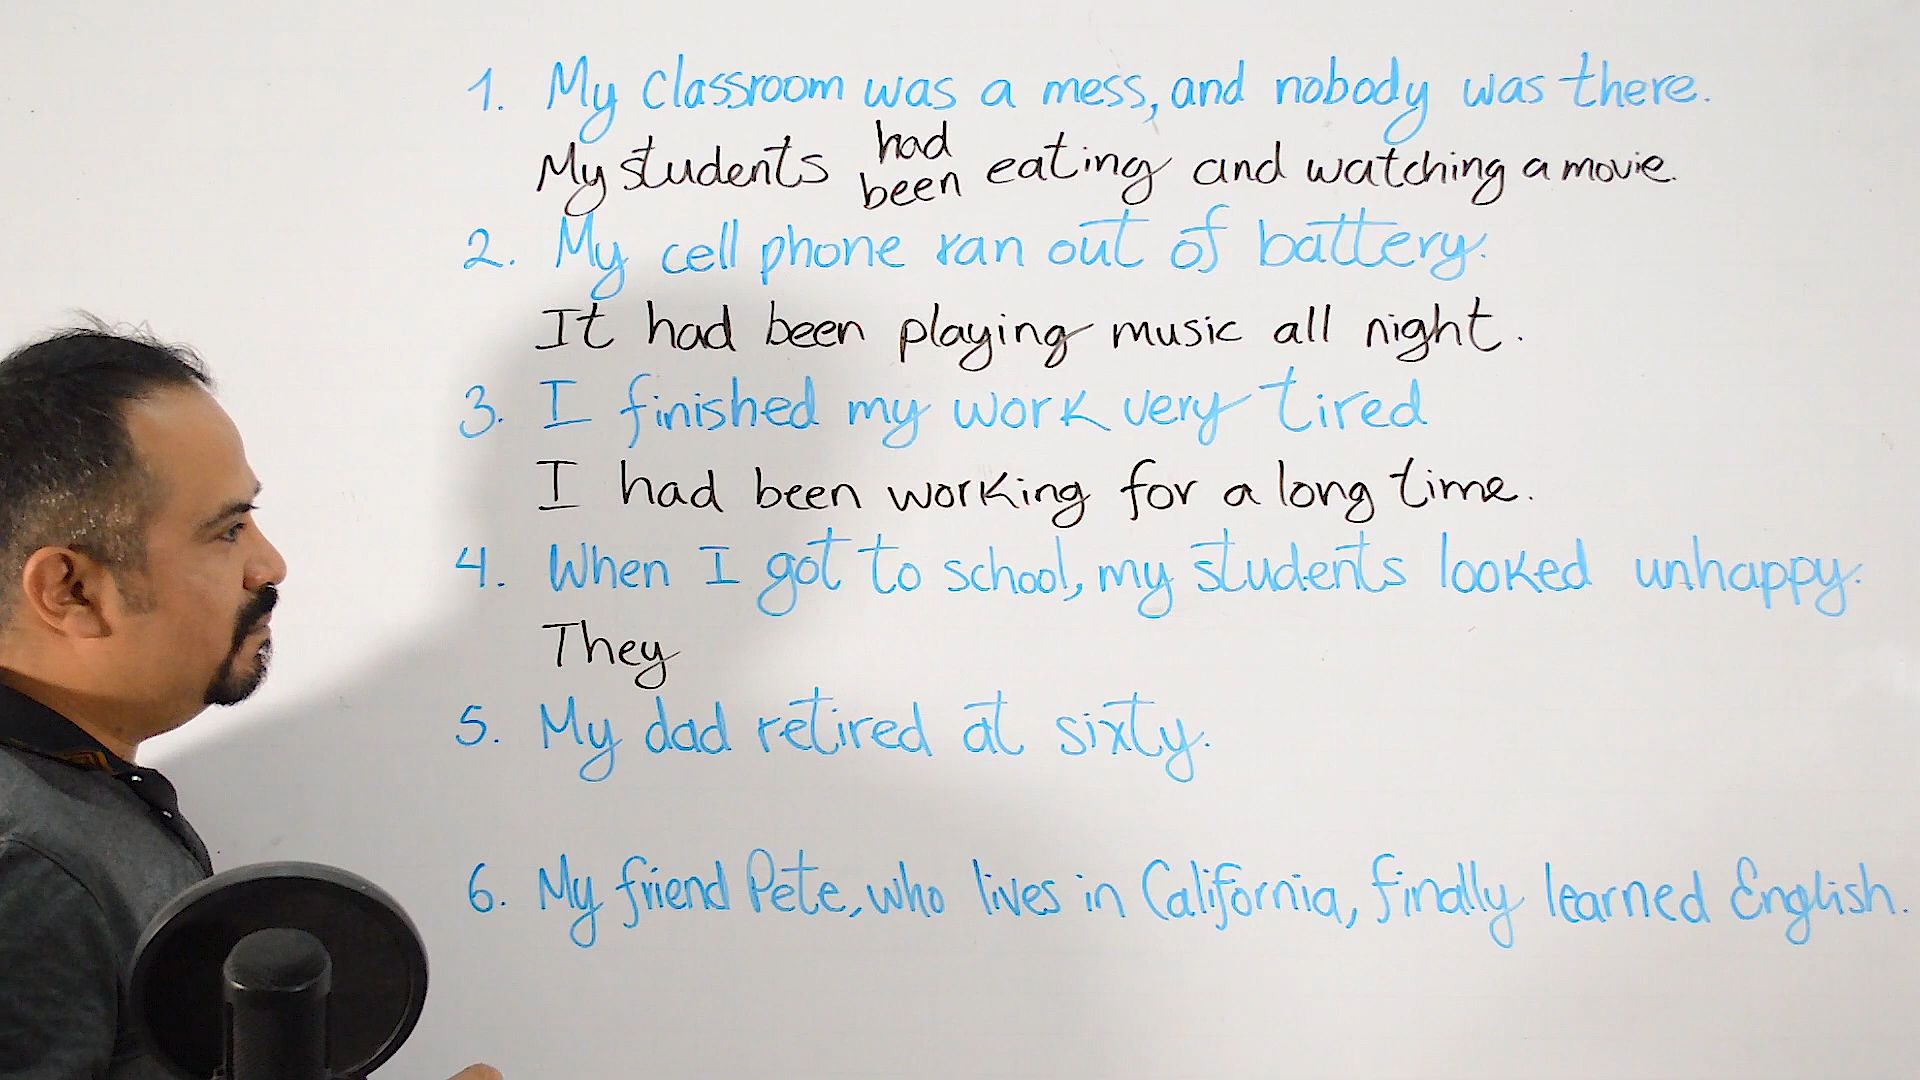 1. My classroom was a mess, and nobody was there.
My students had been eating and watching a movie.
2. My cell phone ran out of battery.
It had been playing music all night.
3. I finished my work very tired
I had been working for a long time.
4. When I got to school, my students looked unhappy.
They
5. My dad retired at sixty.
6. My friend Pete, who lives in California, finally learned English.